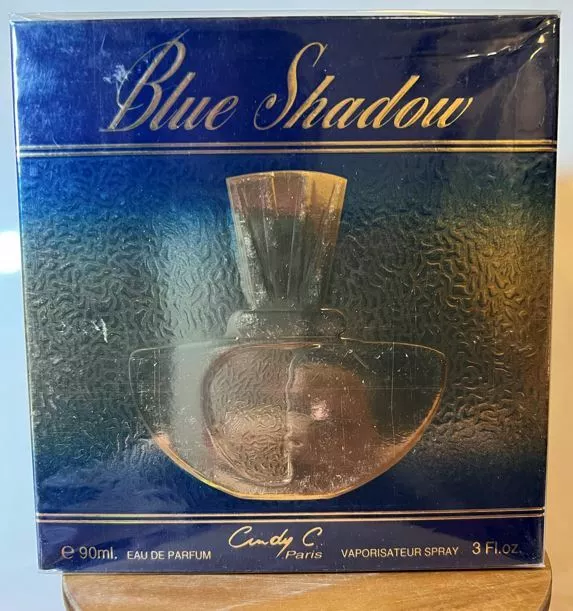 Blue Shadow
℮ 90ml. EAU DE PARFUM Cindy C. Paris VAPORISATEUR SPRAY 3 Fl.oz.